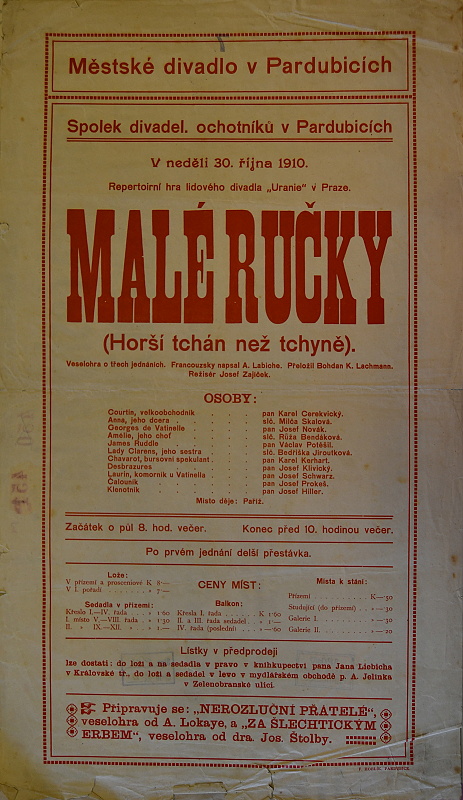 Městské divadlo v Pardubicích
Spolek divadel. ochotníků v Pardubicích
V neděli 30. října 1910.
Repertoirní hra lidového divadla „Uranie“ v Praze.
MALÉ RUČKY
(Horší tchán než tchyně).
Veselohra o třech jednáních. Francouzsky napsal A. Labiche. Přeložil Bohdan K. Lachmann.
Režisér Josef Zajíček.
OSOBY:
Courtin, velkoobchodník . . . . pan Karel Cerekvický.
Anna, jeho dcera . . . . slč. Milča Skalová.
Georges de Vatinelle . . . . pan Josef Novák.
Amélie, jeho choť . . . . slč. Růža Bendáková.
James Ruddle . . . . pan Václav Potěšil.
Lady Clarens, jeho sestra . . . . slč. Bedřiška Jiroutková.
Chavarot, bursovní spekulant . . . . pan Karel Kerhart.
Desbrazures . . . . pan Josef Klivický.
Laurin, komorník u Vatinella . . . . pan Josef Schwarz.
Čalouník . . . . pan Josef Prokeš.
Klenotník . . . . pan Josef Hiller.
Místo děje: Paříž.
Začátek o půl 8. hod. večer. Konec před 10. hodinou večer.
Po prvém jednání delší přestávka.
CENY MÍST:
Lože:
V přízemí a prosceniové K 8·—
V I. pořadí . . . . „ 7·—
Sedadla v přízemí:
Křeslo I.—IV. řada . . . „ 1·60
I. místo V.—VIII. řada . „ 1·30
II. „ IX.—XII. „ . „ 1·—
Balkon:
Křesla I. řada . . . . K 1·60
II. a III. řada sedadel . . „ 1·—
IV. řada (poslední) . . . „ —·60
Místa k stání:
Přízemí . . . . K —·50
Studující (do přízemí) . . „ —·30
Galerie I. . . . . „ —·30
Galerie II. . . . . „ —·20
Lístky v předprodeji
lze dostati: do loží a na sedadla v pravo v knihkupectví pana Jana Liebicha
v Královské tř., do loží a sedadel v levo v mydlářském obchodě p. A. Jelínka
v Zelenobranské ulici.
Připravuje se: „NEROZLUČNÍ PŘÁTELÉ“,
veselohra od A. Lokaye, a „ZA ŠLECHTICKÝM
ERBEM“, veselohra od dra. Jos. Štolby.